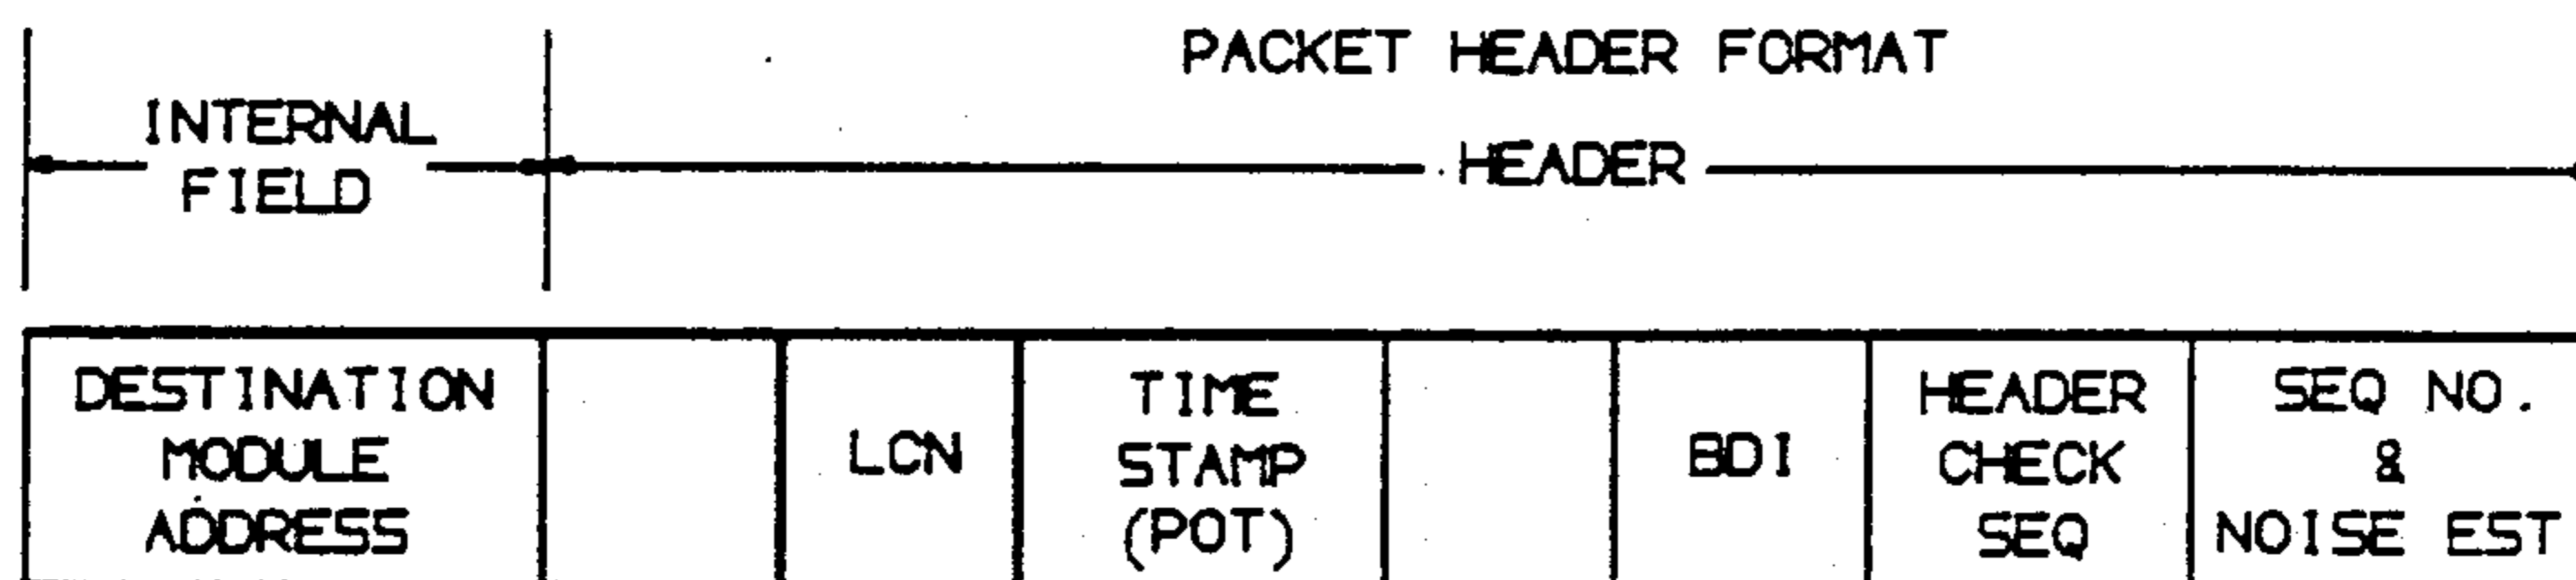 PACKET HEADER FORMAT
INTERNAL
FIELD
HEADER
DESTINATION
MODULE
ADDRESS
LCN
TIME
STAMP
(POT)
BDI
HEADER
CHECK
SEQ
SEQ NO.
&
NOISE EST